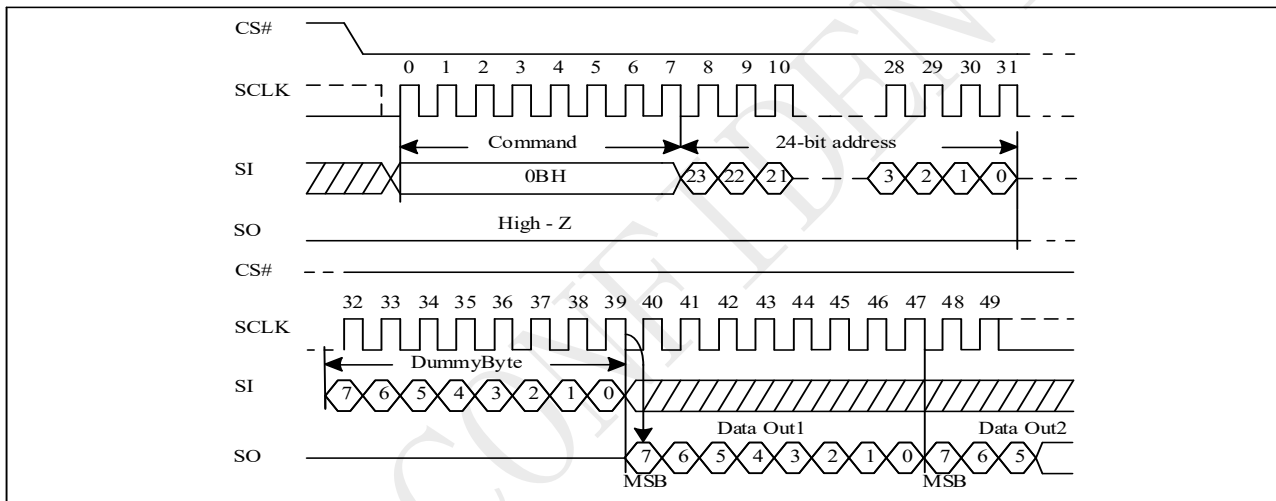 CS#
0 1 2 3 4 5 6 7 8 9 10 28 29 30 31
SCLK
Command 24-bit address
SI 0BH 23 22 21 3 2 1 0
High - Z
SO
CS#
32 33 34 35 36 37 38 39 40 41 42 43 44 45 46 47 48 49
SCLK
DummyByte
SI 7 6 5 4 3 2 1 0
Data Out1 Data Out2
SO 7 6 5 4 3 2 1 0 7 6 5
MSB MSB
CONFIDEN